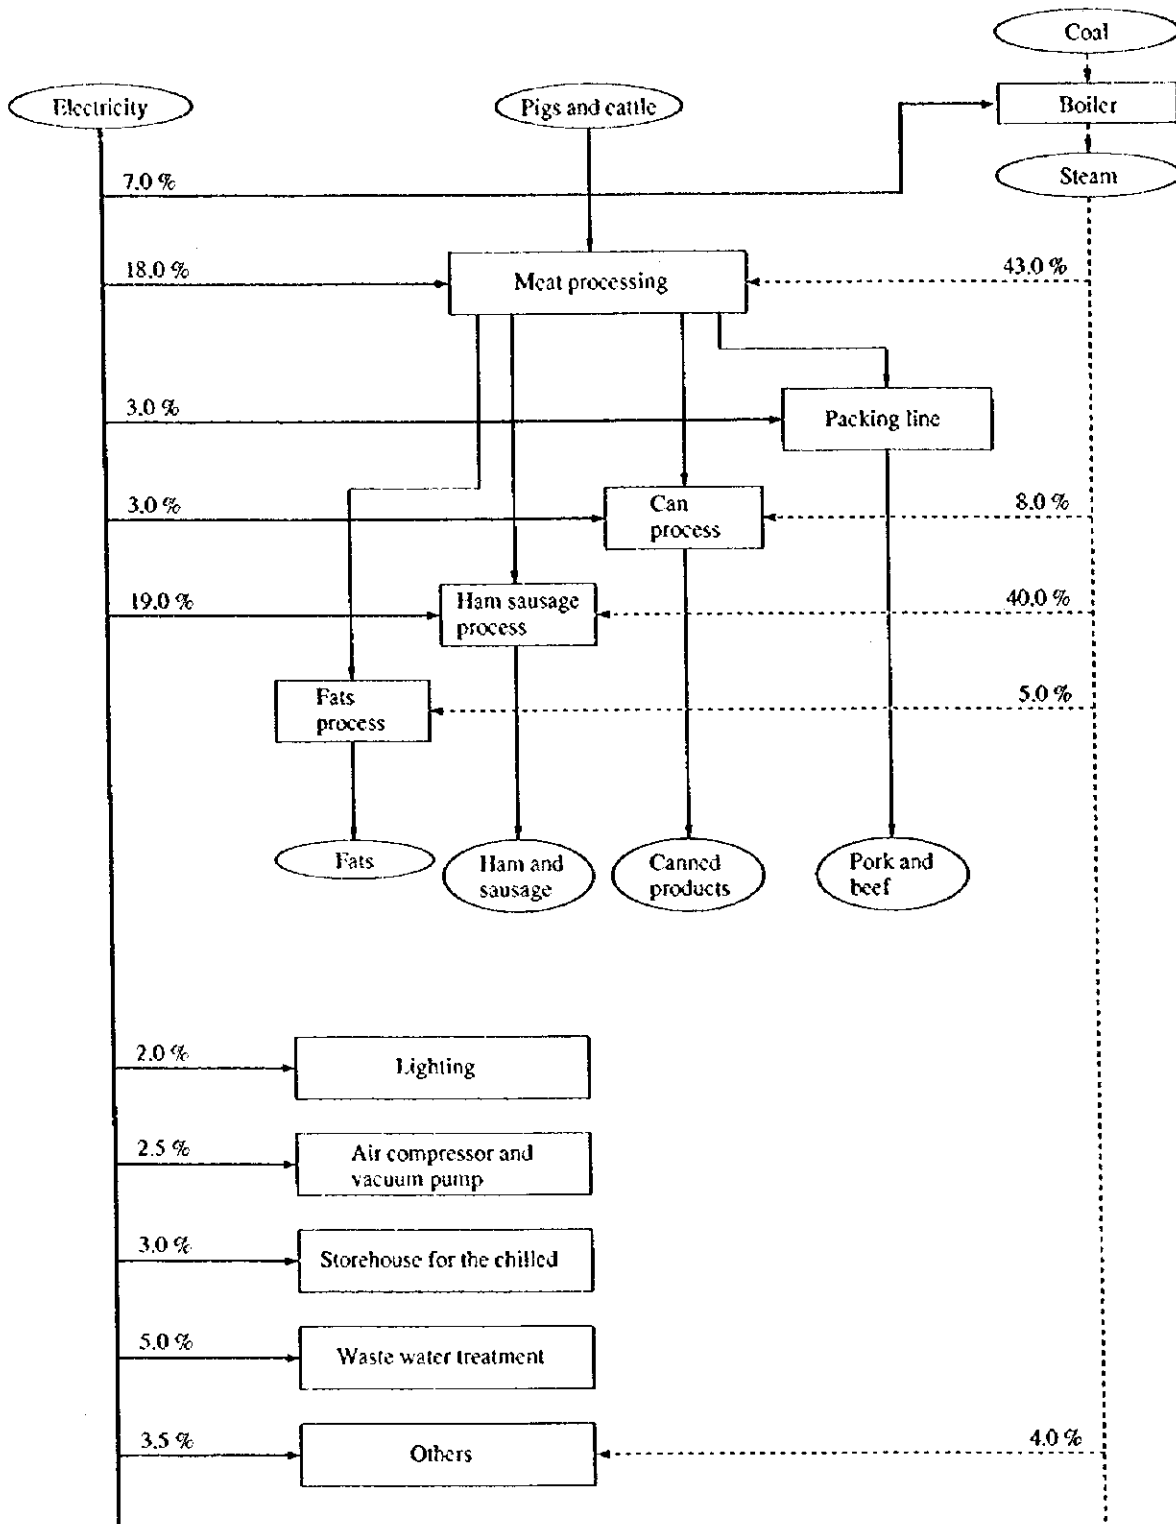 Coal
Electricity
Pigs and cattle
Boiler
7.0 %
Steam
18.0 %
Meat processing
43.0 %
3.0 %
Packing line
3.0 %
Can
process
8.0 %
19.0 %
Ham sausage
process
40.0 %
Fats
process
5.0 %
Fats
Ham and
sausage
Canned
products
Pork and
beef
2.0 %
Lighting
2.5 %
Air compressor and
vacuum pump
3.0 %
Storehouse for the chilled
5.0 %
Waste water treatment
3.5 %
Others
4.0 %